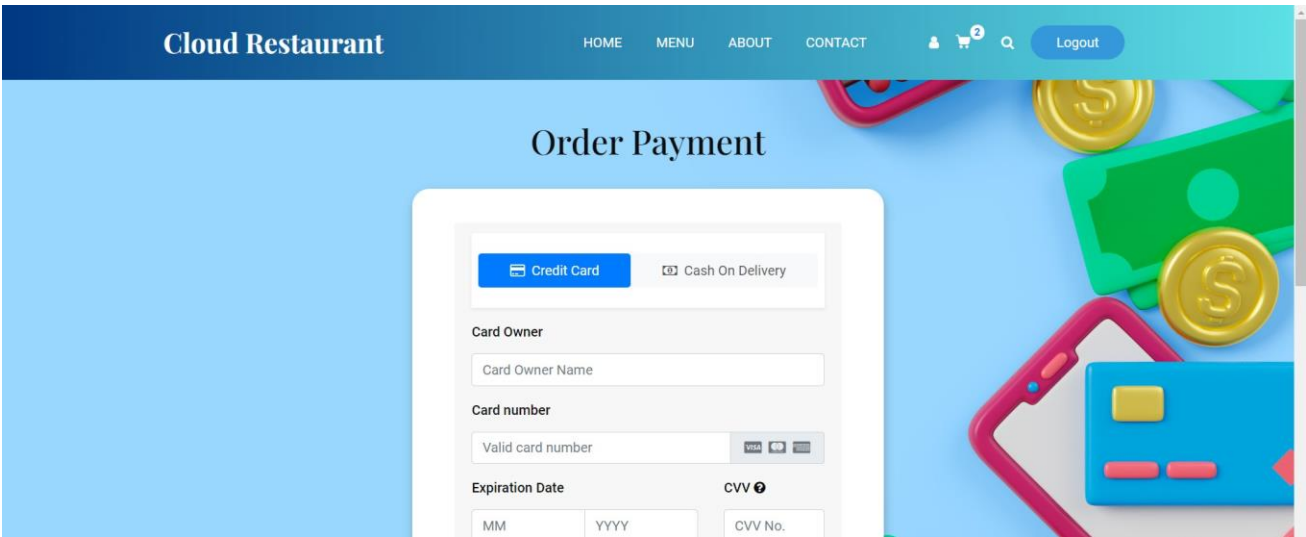 Cloud Restaurant HOME MENU ABOUT CONTACT 2 Logout
Order Payment
Credit Card Cash On Delivery
Card Owner
Card Owner Name
Card number
Valid card number VISA
Expiration Date CVV
MM YYYY CVV No.